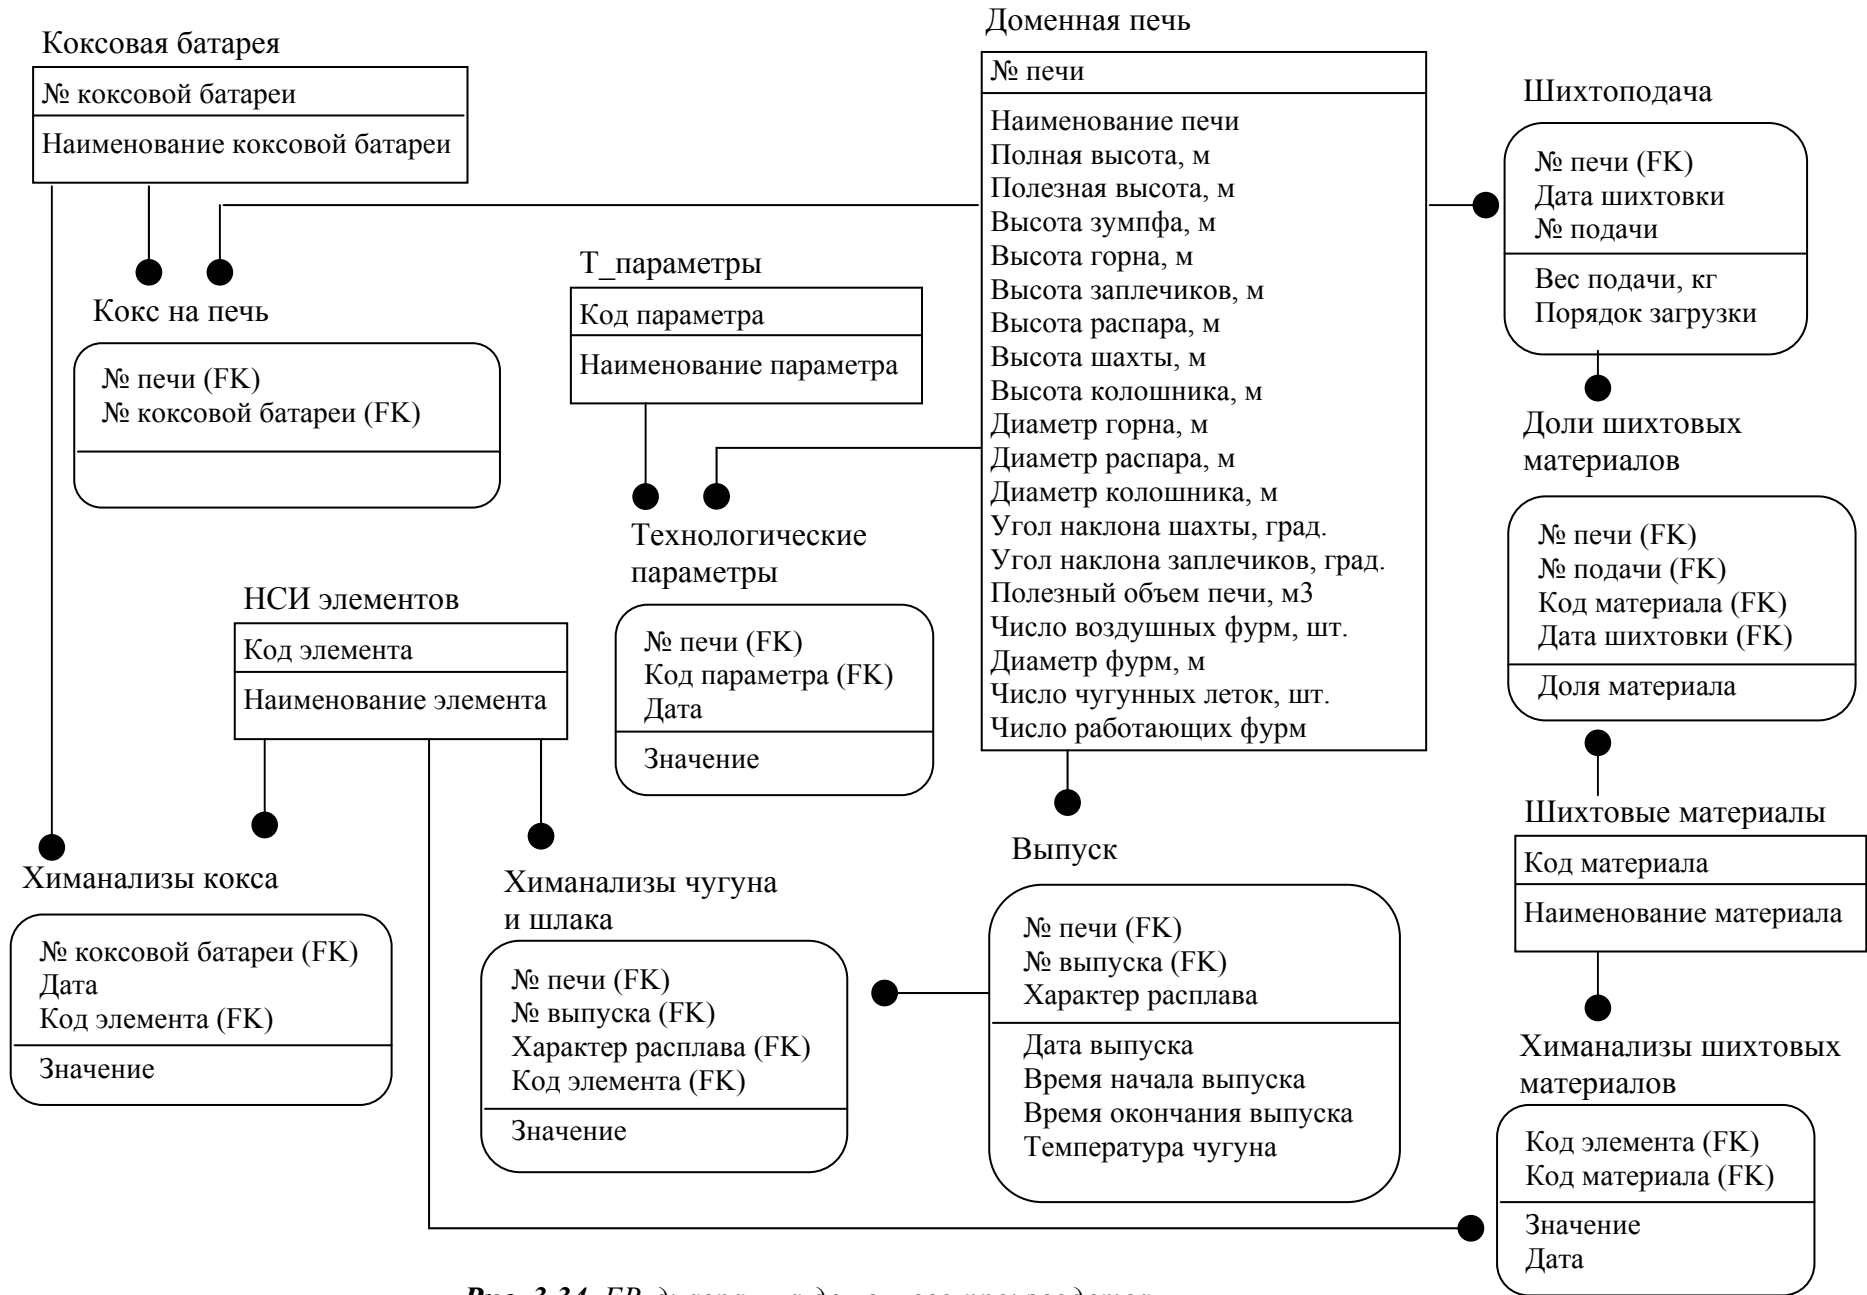 Коксовая батарея
№ коксовой батареи
Наименование коксовой батареи
Доменная печь
№ печи
Наименование печи
Полная высота, м
Полезная высота, м
Высота зумпфа, м
Высота горна, м
Высота заплечиков, м
Высота распара, м
Высота шахты, м
Высота колошника, м
Диаметр горна, м
Диаметр распара, м
Диаметр колошника, м
Угол наклона шахты, град.
Угол наклона заплечиков, град.
Полезный объем печи, м3
Число воздушных фурм, шт.
Диаметр фурм, м
Число чугунных леток, шт.
Число работающих фурм
Шихтоподача
№ печи (FK)
Дата шихтовки
№ подачи
Вес подачи, кг
Порядок загрузки
Кокс на печь
№ печи (FK)
№ коксовой батареи (FK)
Т_параметры
Код параметра
Наименование параметра
Доли шихтовых
материалов
№ печи (FK)
№ подачи (FK)
Код материала (FK)
Дата шихтовки (FK)
Доля материала
Технологические
параметры
№ печи (FK)
Код параметра (FK)
Дата
Значение
НСИ элементов
Код элемента
Наименование элемента
Шихтовые материалы
Код материала
Наименование материала
Химанализы кокса
№ коксовой батареи (FK)
Дата
Код элемента (FK)
Значение
Химанализы чугуна
и шлака
№ печи (FK)
№ выпуска (FK)
Характер расплава (FK)
Код элемента (FK)
Значение
Выпуск
№ печи (FK)
№ выпуска (FK)
Характер расплава
Дата выпуска
Время начала выпуска
Время окончания выпуска
Температура чугуна
Химанализы шихтовых
материалов
Код элемента (FK)
Код материала (FK)
Значение
Дата